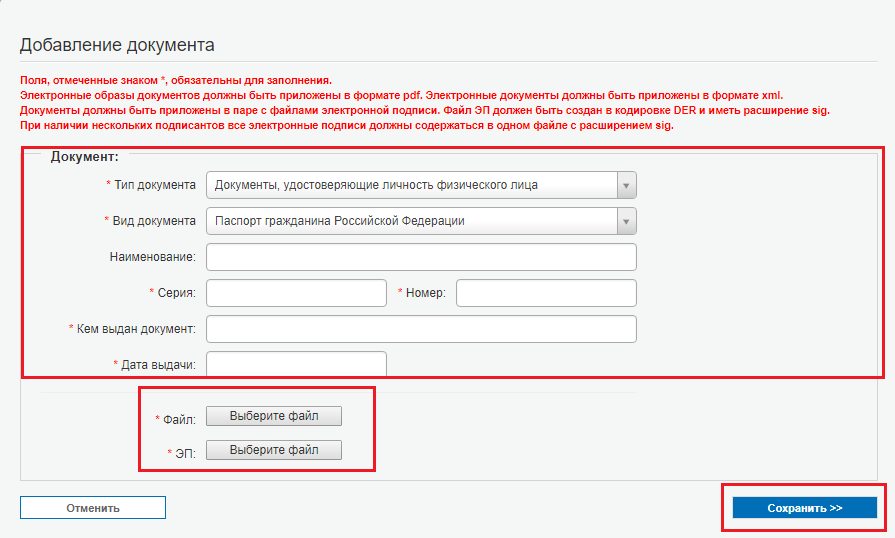 Добавление документа
Поля, отмеченные знаком *, обязательны для заполнения.
Электронные образы документов должны быть приложены в формате pdf. Электронные документы должны быть приложены в формате xml.
Документы должны быть приложены в паре с файлами электронной подписи. Файл ЭП должен быть создан в кодировке DER и иметь расширение sig.
При наличии нескольких подписантов все электронные подписи должны содержаться в одном файле с расширением sig.
Документ:
* Тип документа Документы, удостоверяющие личность физического лица
* Вид документа Паспорт гражданина Российской Федерации
Наименование:
* Серия: * Номер:
* Кем выдан документ:
* Дата выдачи:
* Файл: Выберите файл
* ЭП: Выберите файл
Отменить Сохранить >>